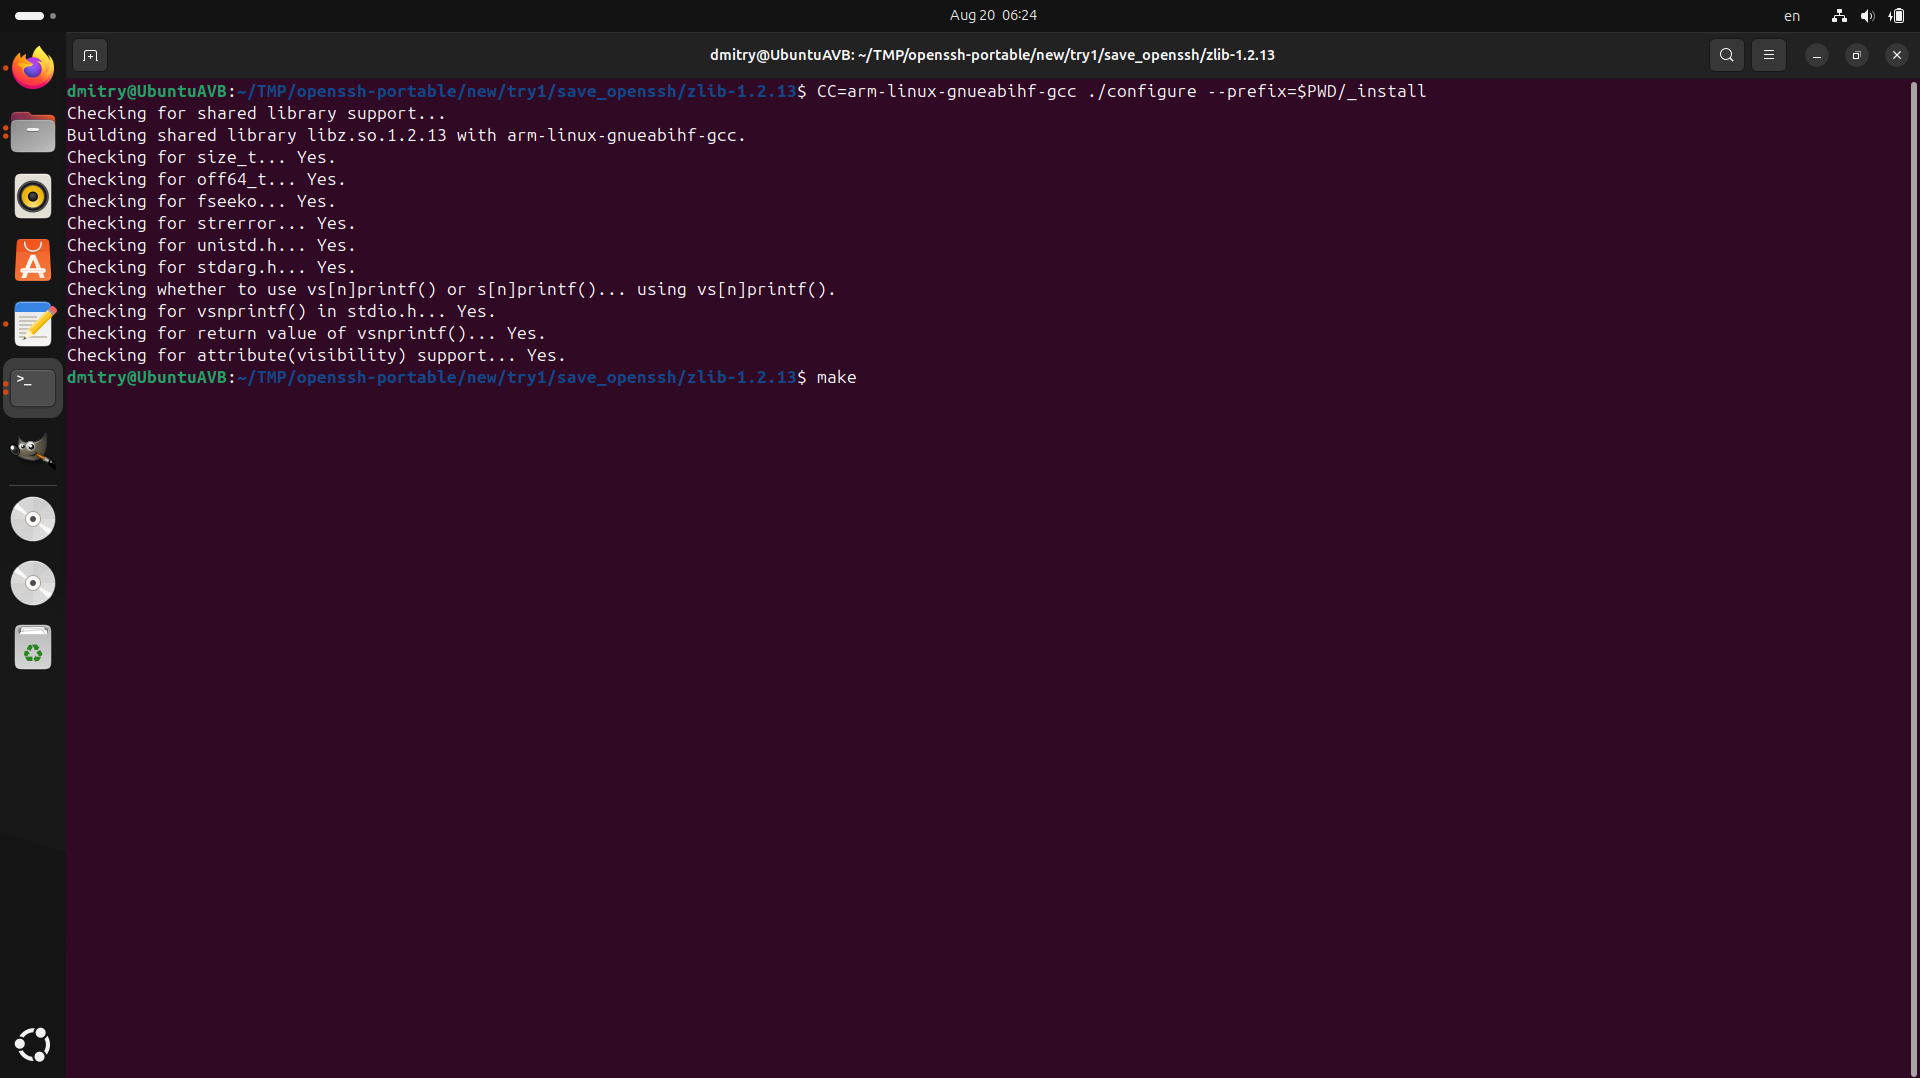 Aug 20 06:24
en
dmitry@UbuntuAVB: ~/TMP/openssh-portable/new/try1/save_openssh/zlib-1.2.13
dmitry@UbuntuAVB:~/TMP/openssh-portable/new/try1/save_openssh/zlib-1.2.13$ CC=arm-linux-gnueabihf-gcc ./configure --prefix=$PWD/_install
Checking for shared library support...
Building shared library libz.so.1.2.13 with arm-linux-gnueabihf-gcc.
Checking for size_t... Yes.
Checking for off64_t... Yes.
Checking for fseeko... Yes.
Checking for strerror... Yes.
Checking for unistd.h... Yes.
Checking for stdarg.h... Yes.
Checking whether to use vs[n]printf() or s[n]printf()... using vs[n]printf().
Checking for vsnprintf() in stdio.h... Yes.
Checking for return value of vsnprintf()... Yes.
Checking for attribute(visibility) support... Yes.
dmitry@UbuntuAVB:~/TMP/openssh-portable/new/try1/save_openssh/zlib-1.2.13$ make